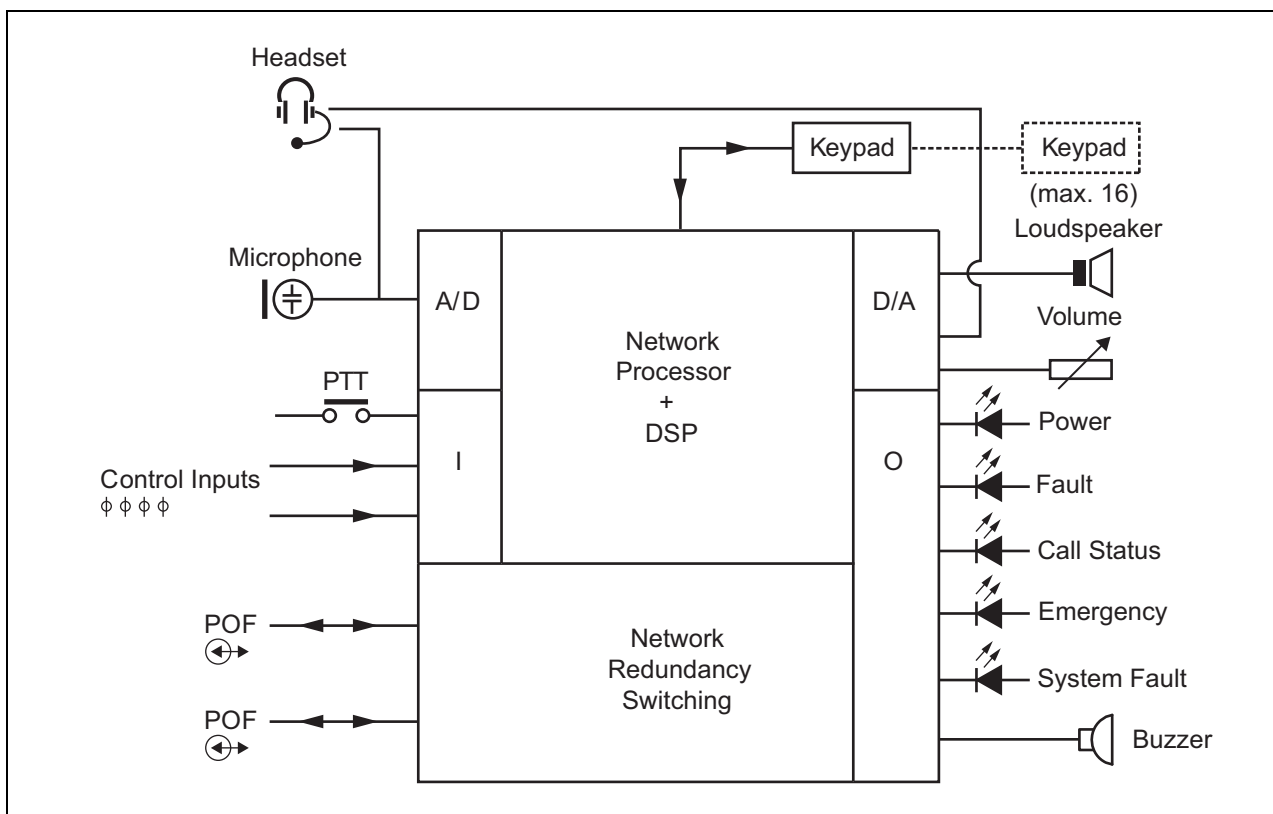 Headset
Keypad
Keypad
(max. 16)
Loudspeaker
Microphone
A/D
D/A
Volume
Network
Processor
+
DSP
PTT
Power
I
O
Control Inputs
Fault
Call Status
POF
Network
Redundancy
Switching
Emergency
System Fault
POF
Buzzer